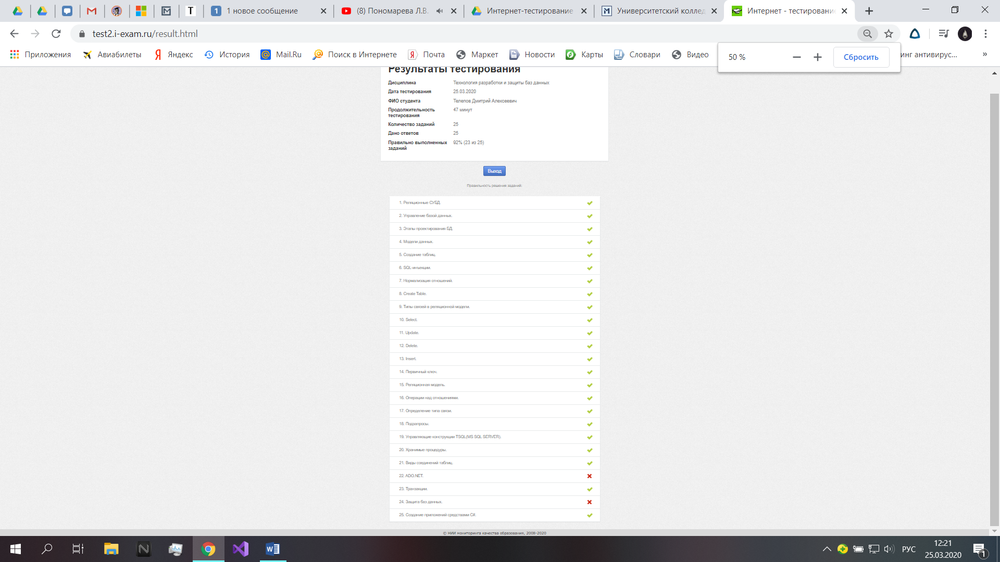 1 новое сообщение
(8) Пономарева Л.В.
Интернет-тестирование
Университетский коллед
Интернет - тестировани
test2.i-exam.ru/result.html
Приложения
Авиабилеты
Яндекс
История
Mail.Ru
Поиск в Интернете
Почта
Маркет
Новости
Карты
Словари
Видео
инг антивирус...
»
50 %
Сбросить
Результаты тестирования
Дисциплина Технология разработки и защиты баз данных
Дата тестирования 25.03.2020
ФИО студента Телепов Дмитрий Алексеевич
Продолжительность 47 минут
тестирования
Количество заданий 25
Дано ответов 25
Правильно выполненных 92% (23 из 25)
заданий
Выход
Правильность решения заданий:
1. Реляционные СУБД.
2. Управление базой данных.
3. Этапы проектирования БД.
4. Модели данных.
5. Создание таблиц.
6. SQL-инъекции.
7. Нормализация отношений.
8. Create Table.
9. Типы связей в реляционной модели.
10. Select.
11. Update.
12. Delete.
13. Insert.
14. Первичный ключ.
15. Реляционная модель.
16. Операции над отношениями.
17. Определение типа связи.
18. Подзапросы.
19. Управляющие конструкции TSQL(MS SQL SERVER).
20. Хранимые процедуры.
21. Виды соединений таблиц.
22. ADO.NET.
23. Транзакции.
24. Защита баз данных.
25. Создание приложений средствами C#.
© НИИ мониторинга качества образования, 2008-2020
РУС
12:21
25.03.2020
1